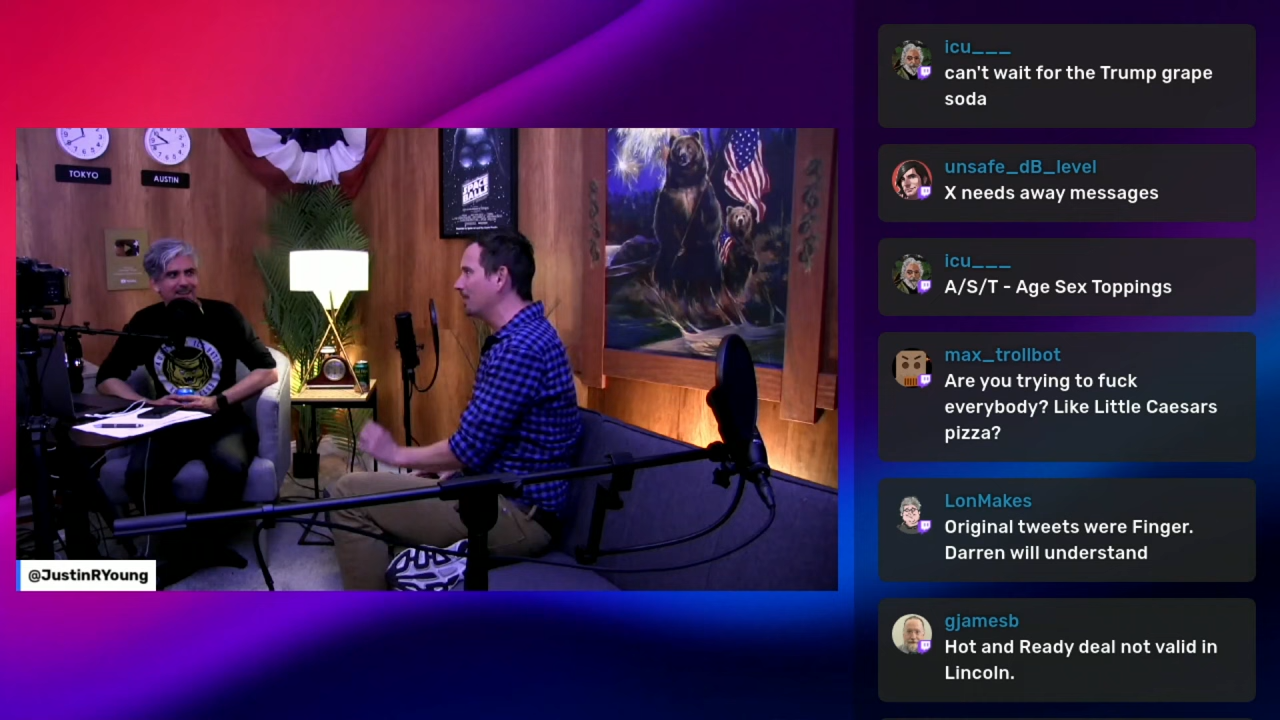 TOKYO
AUSTIN
SPACE
BALLS
@JustinRYoung
icu___
can't wait for the Trump grape
soda
unsafe_dB_level
X needs away messages
icu___
A/S/T - Age Sex Toppings
max_trollbot
Are you trying to fuck
everybody? Like Little Caesars
pizza?
LonMakes
Original tweets were Finger.
Darren will understand
gjamesb
Hot and Ready deal not valid in
Lincoln.